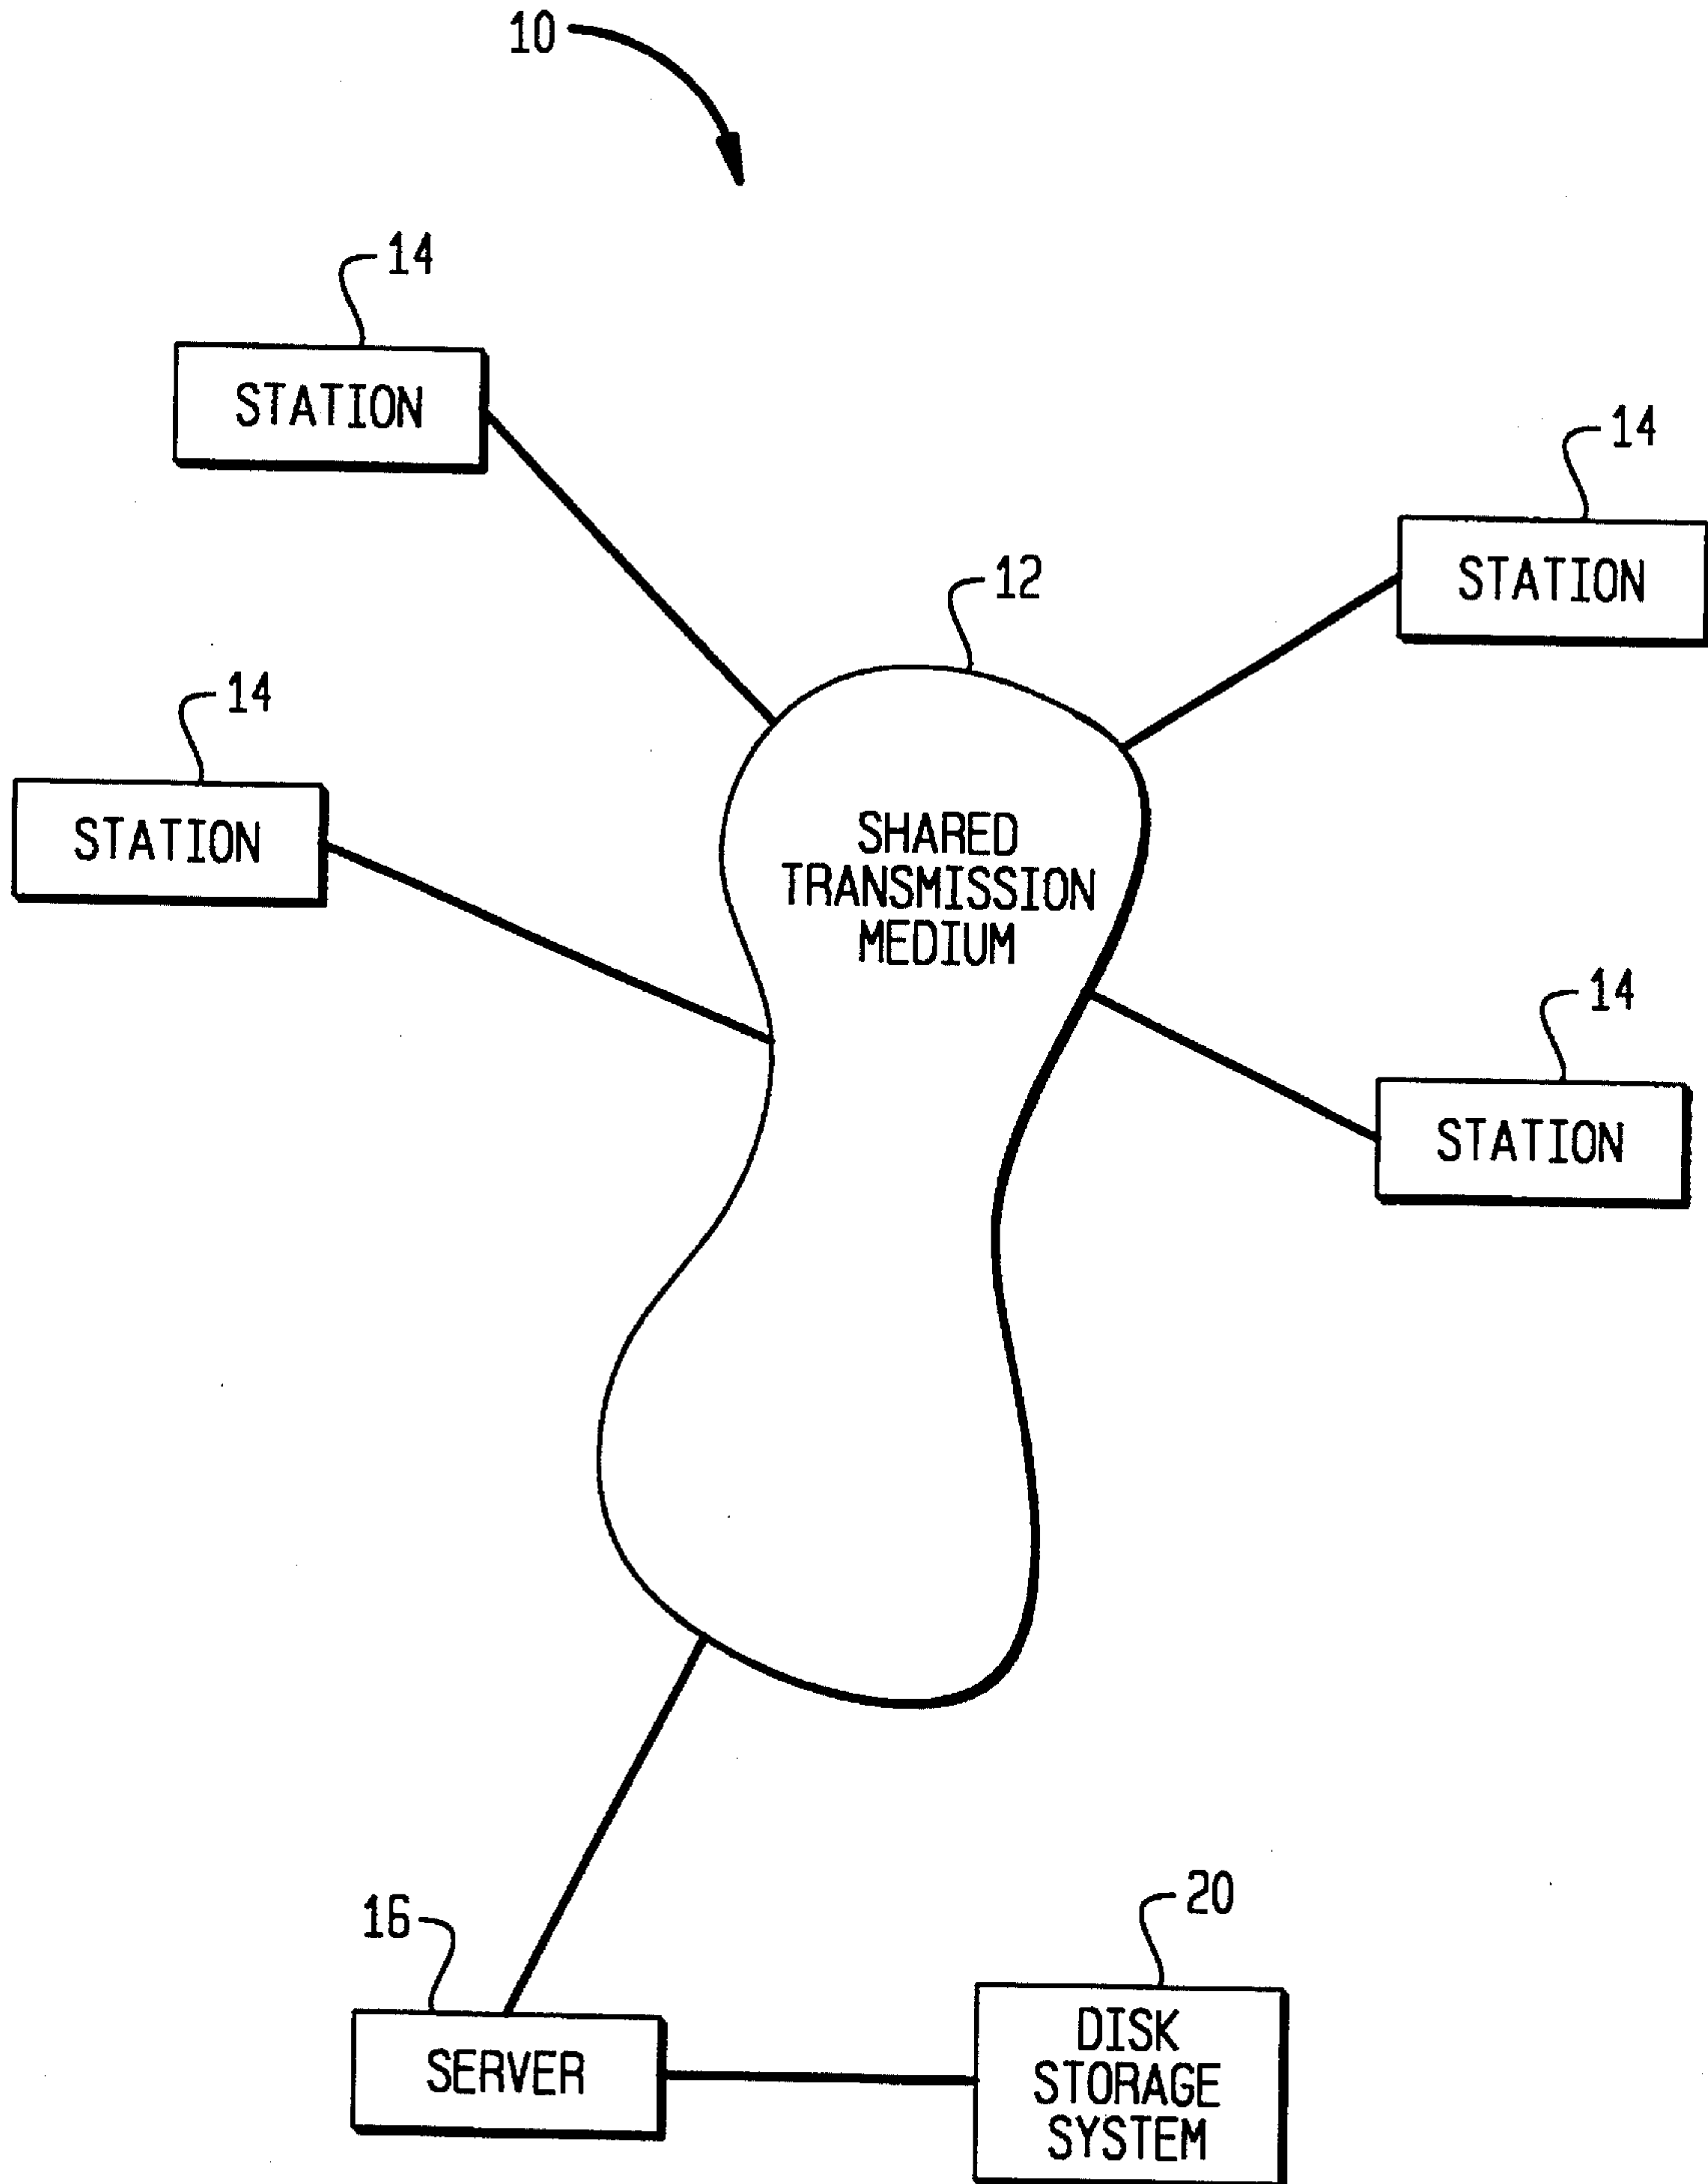 10
14
STATION
14
STATION
12
14
STATION
SHARED
TRANSMISSION
MEDIUM
14
STATION
16
SERVER
20
DISK
STORAGE
SYSTEM